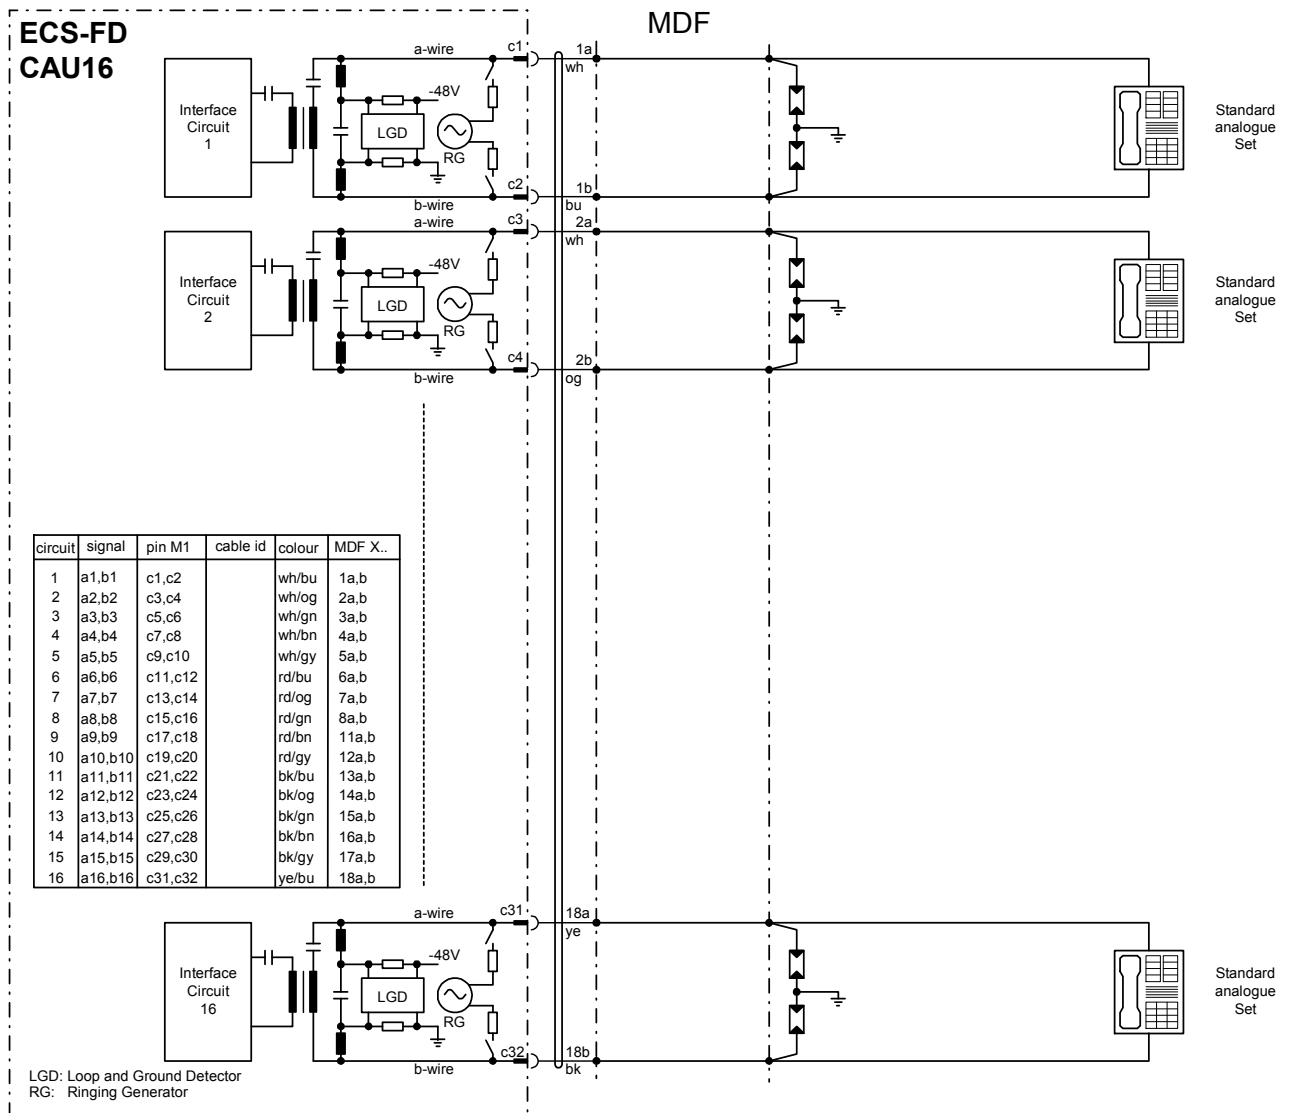 ECS-FD
CAU16
MDF
a-wire
c1
1a
wh
-48V
Interface
Circuit
1
LGD
RG
Standard
analogue
Set
c2
1b
b-wire
bu
a-wire
c3
2a
wh
-48V
Interface
Circuit
2
LGD
RG
Standard
analogue
Set
c4
2b
b-wire
og
circuit signal pin M1 cable id colour MDF X..
1 a1,b1 c1,c2 wh/bu 1a,b
2 a2,b2 c3,c4 wh/og 2a,b
3 a3,b3 c5,c6 wh/gn 3a,b
4 a4,b4 c7,c8 wh/bn 4a,b
5 a5,b5 c9,c10 wh/gy 5a,b
6 a6,b6 c11,c12 rd/bu 6a,b
7 a7,b7 c13,c14 rd/og 7a,b
8 a8,b8 c15,c16 rd/gn 8a,b
9 a9,b9 c17,c18 rd/bn 11a,b
10 a10,b10 c19,c20 rd/gy 12a,b
11 a11,b11 c21,c22 bk/bu 13a,b
12 a12,b12 c23,c24 bk/og 14a,b
13 a13,b13 c25,c26 bk/gn 15a,b
14 a14,b14 c27,c28 bk/bn 16a,b
15 a15,b15 c29,c30 bk/gy 17a,b
16 a16,b16 c31,c32 ye/bu 18a,b
a-wire
c31
18a
ye
-48V
Interface
Circuit
16
LGD
RG
Standard
analogue
Set
c32
18b
b-wire
bk
LGD: Loop and Ground Detector
RG: Ringing Generator